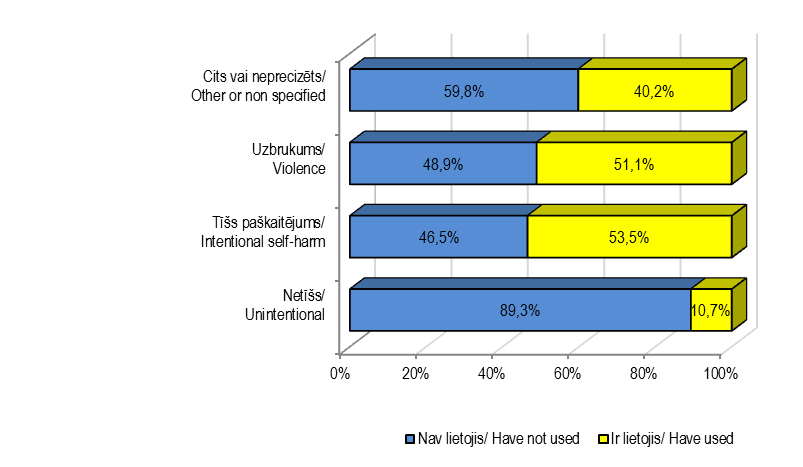 Cits vai neprecizēts/
Other or non specified
59,8%
40,2%
Uzbrukums/
Violence
48,9%
51,1%
Tīšs paškaitējums/
Intentional self-harm
46,5%
53,5%
Netīšs/
Unintentional
89,3%
10,7%
0%
20%
40%
60%
80%
100%
Nav lietojis/ Have not used
Ir lietojis/ Have used